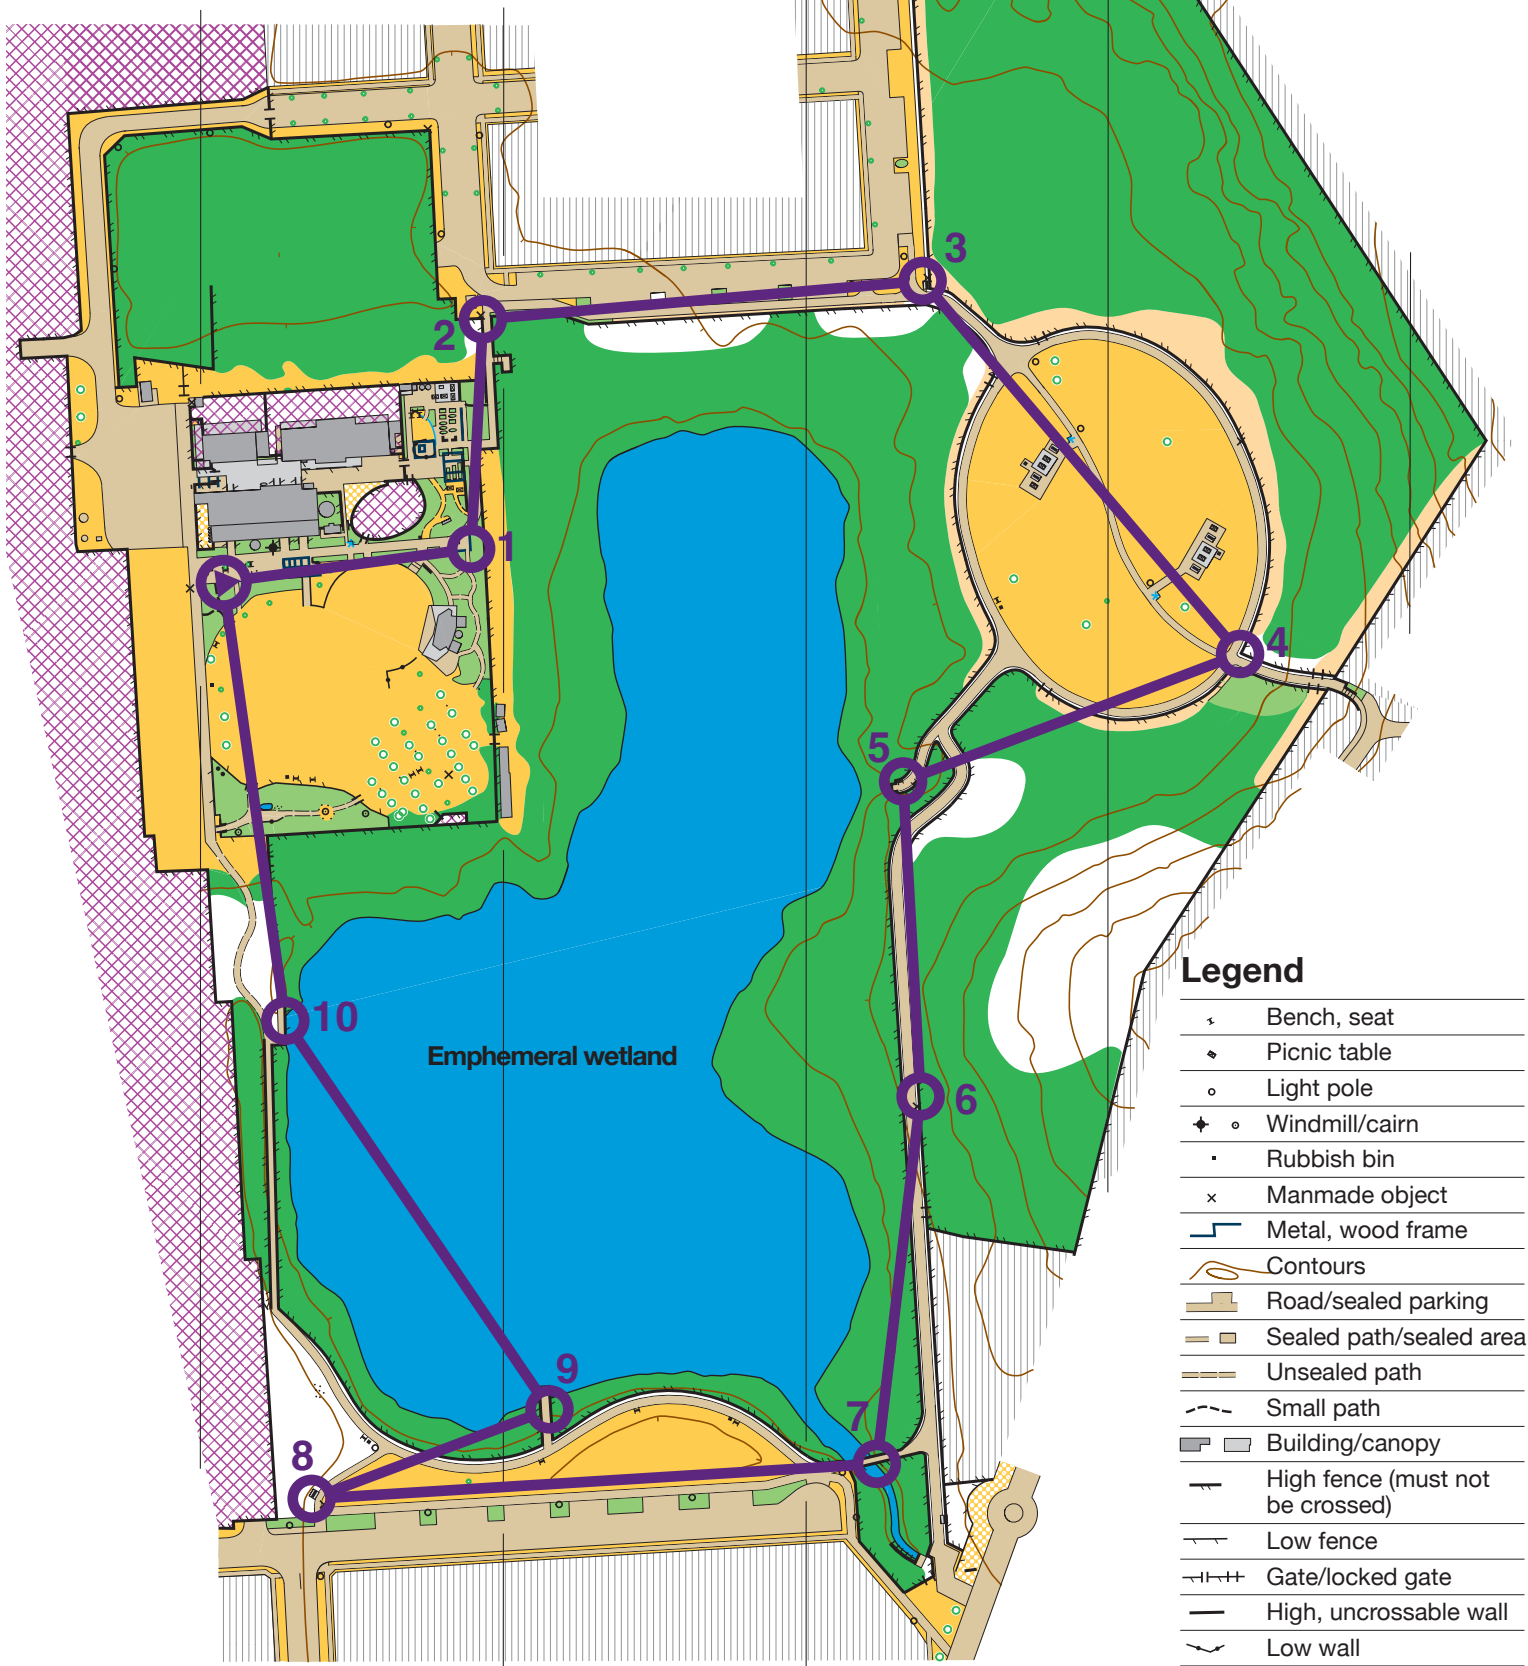 3
2
1
4
5
10
6
Emphemeral wetland
9
7
8
Legend
Bench, seat
Picnic table
Light pole
Windmill/cairn
Rubbish bin
Manmade object
Metal, wood frame
Contours
Road/sealed parking
Sealed path/sealed area
Unsealed path
Small path
Building/canopy
High fence (must not
be crossed)
Low fence
Gate/locked gate
High, uncrossable wall
Low wall